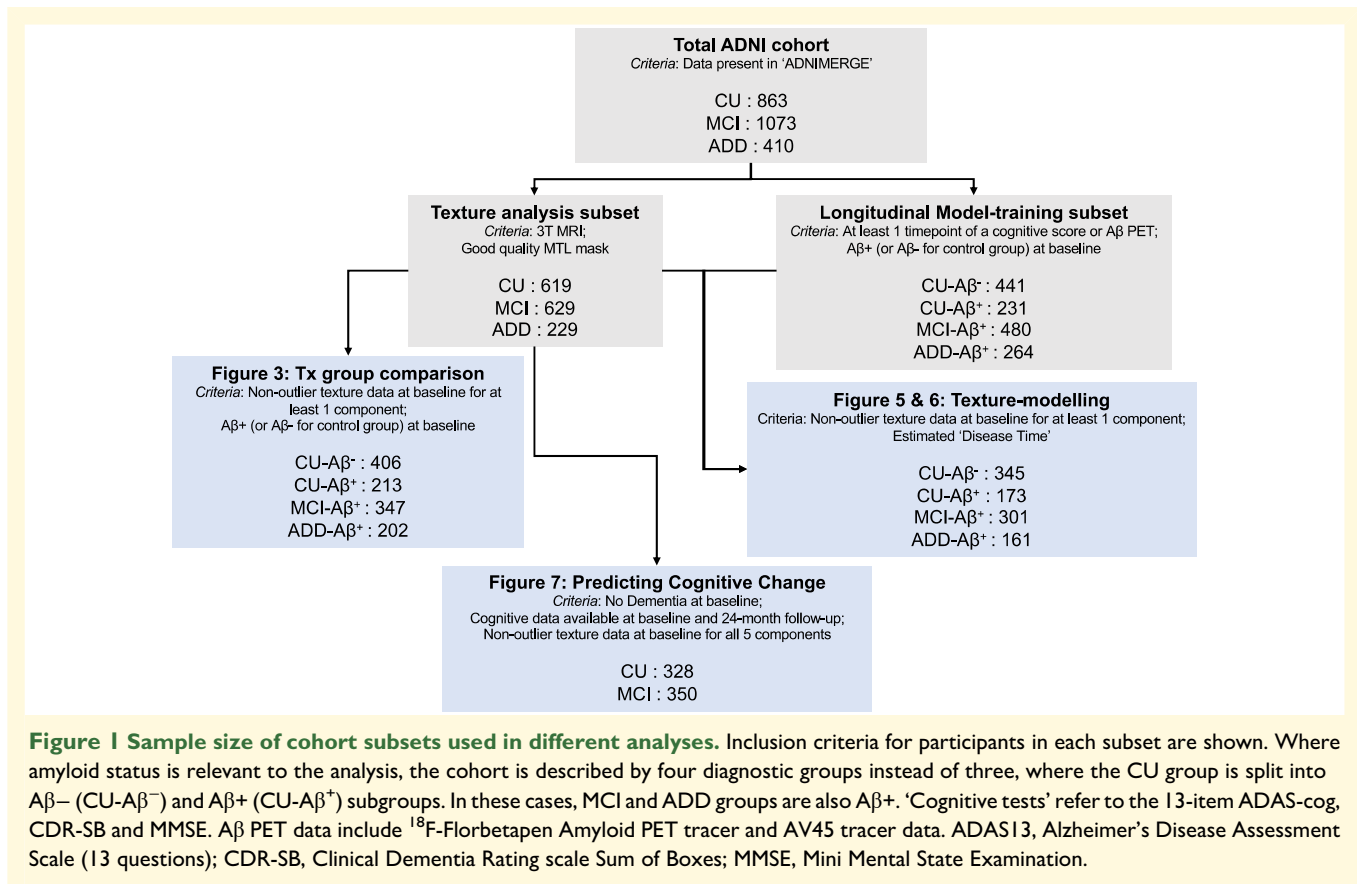 Total ADNI cohort
Criteria: Data present in 'ADNIMERGE'
CU : 863
MCI : 1073
ADD : 410
Texture analysis subset
Criteria: 3T MRI;
Good quality MTL mask
CU : 619
MCI : 629
ADD : 229
Longitudinal Model-training subset
Criteria: At least 1 timepoint of a cognitive score or Aβ PET;
Aβ+ (or Aβ- for control group) at baseline
CU-Aβ⁻ : 441
CU-Aβ⁺ : 231
MCI-Aβ⁺ : 480
ADD-Aβ⁺ : 264
Figure 3: Tx group comparison
Criteria: Non-outlier texture data at baseline for at
least 1 component;
Aβ+ (or Aβ- for control group) at baseline
CU-Aβ⁻ : 406
CU-Aβ⁺ : 213
MCI-Aβ⁺ : 347
ADD-Aβ⁺ : 202
Figure 5 & 6: Texture-modelling
Criteria: Non-outlier texture data at baseline for at least 1 component;
Estimated 'Disease Time'
CU-Aβ⁻ : 345
CU-Aβ⁺ : 173
MCI-Aβ⁺ : 301
ADD-Aβ⁺ : 161
Figure 7: Predicting Cognitive Change
Criteria: No Dementia at baseline;
Cognitive data available at baseline and 24-month follow-up;
Non-outlier texture data at baseline for all 5 components
CU : 328
MCI : 350
Figure 1 Sample size of cohort subsets used in different analyses. Inclusion criteria for participants in each subset are shown. Where
amyloid status is relevant to the analysis, the cohort is described by four diagnostic groups instead of three, where the CU group is split into
Aβ− (CU-Aβ⁻) and Aβ+ (CU-Aβ⁺) subgroups. In these cases, MCI and ADD groups are also Aβ+. 'Cognitive tests' refer to the 13-item ADAS-cog,
CDR-SB and MMSE. Aβ PET data include ¹⁸F-Florbetapen Amyloid PET tracer and AV45 tracer data. ADAS13, Alzheimer's Disease Assessment
Scale (13 questions); CDR-SB, Clinical Dementia Rating scale Sum of Boxes; MMSE, Mini Mental State Examination.